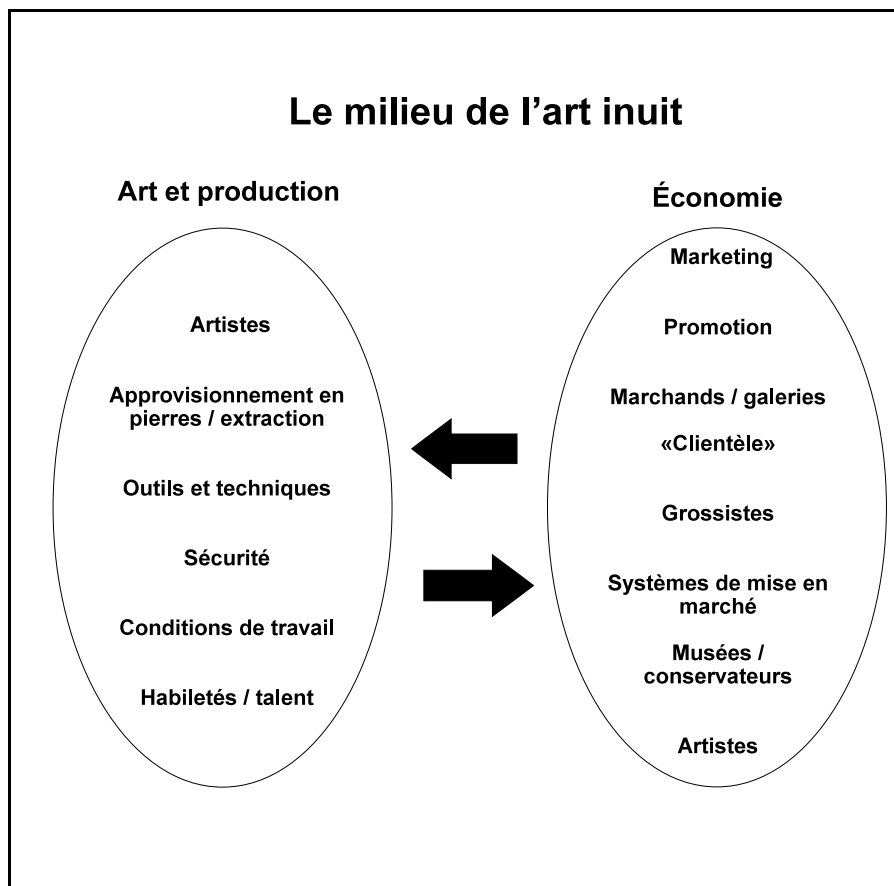 Le milieu de l’art inuit
Art et production
Artistes
Approvisionnement en
pierres / extraction
Outils et techniques
Sécurité
Conditions de travail
Habiletés / talent
Économie
Marketing
Promotion
Marchands / galeries
«Clientèle»
Grossistes
Systèmes de mise en
marché
Musées /
conservateurs
Artistes